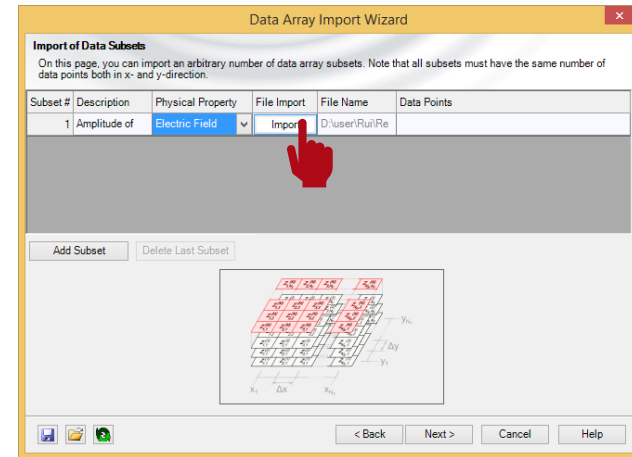 Data Array Import Wizard
Import of Data Subsets
On this page, you can import an arbitrary number of data array subsets. Note that all subsets must have the same number of
data points both in x- and y-direction.
Subset # Description Physical Property File Import File Name Data Points
1 Amplitude of Electric Field Import D:\user\Rui\Re
Add Subset Delete Last Subset
Δy
Δx
< Back Next > Cancel Help